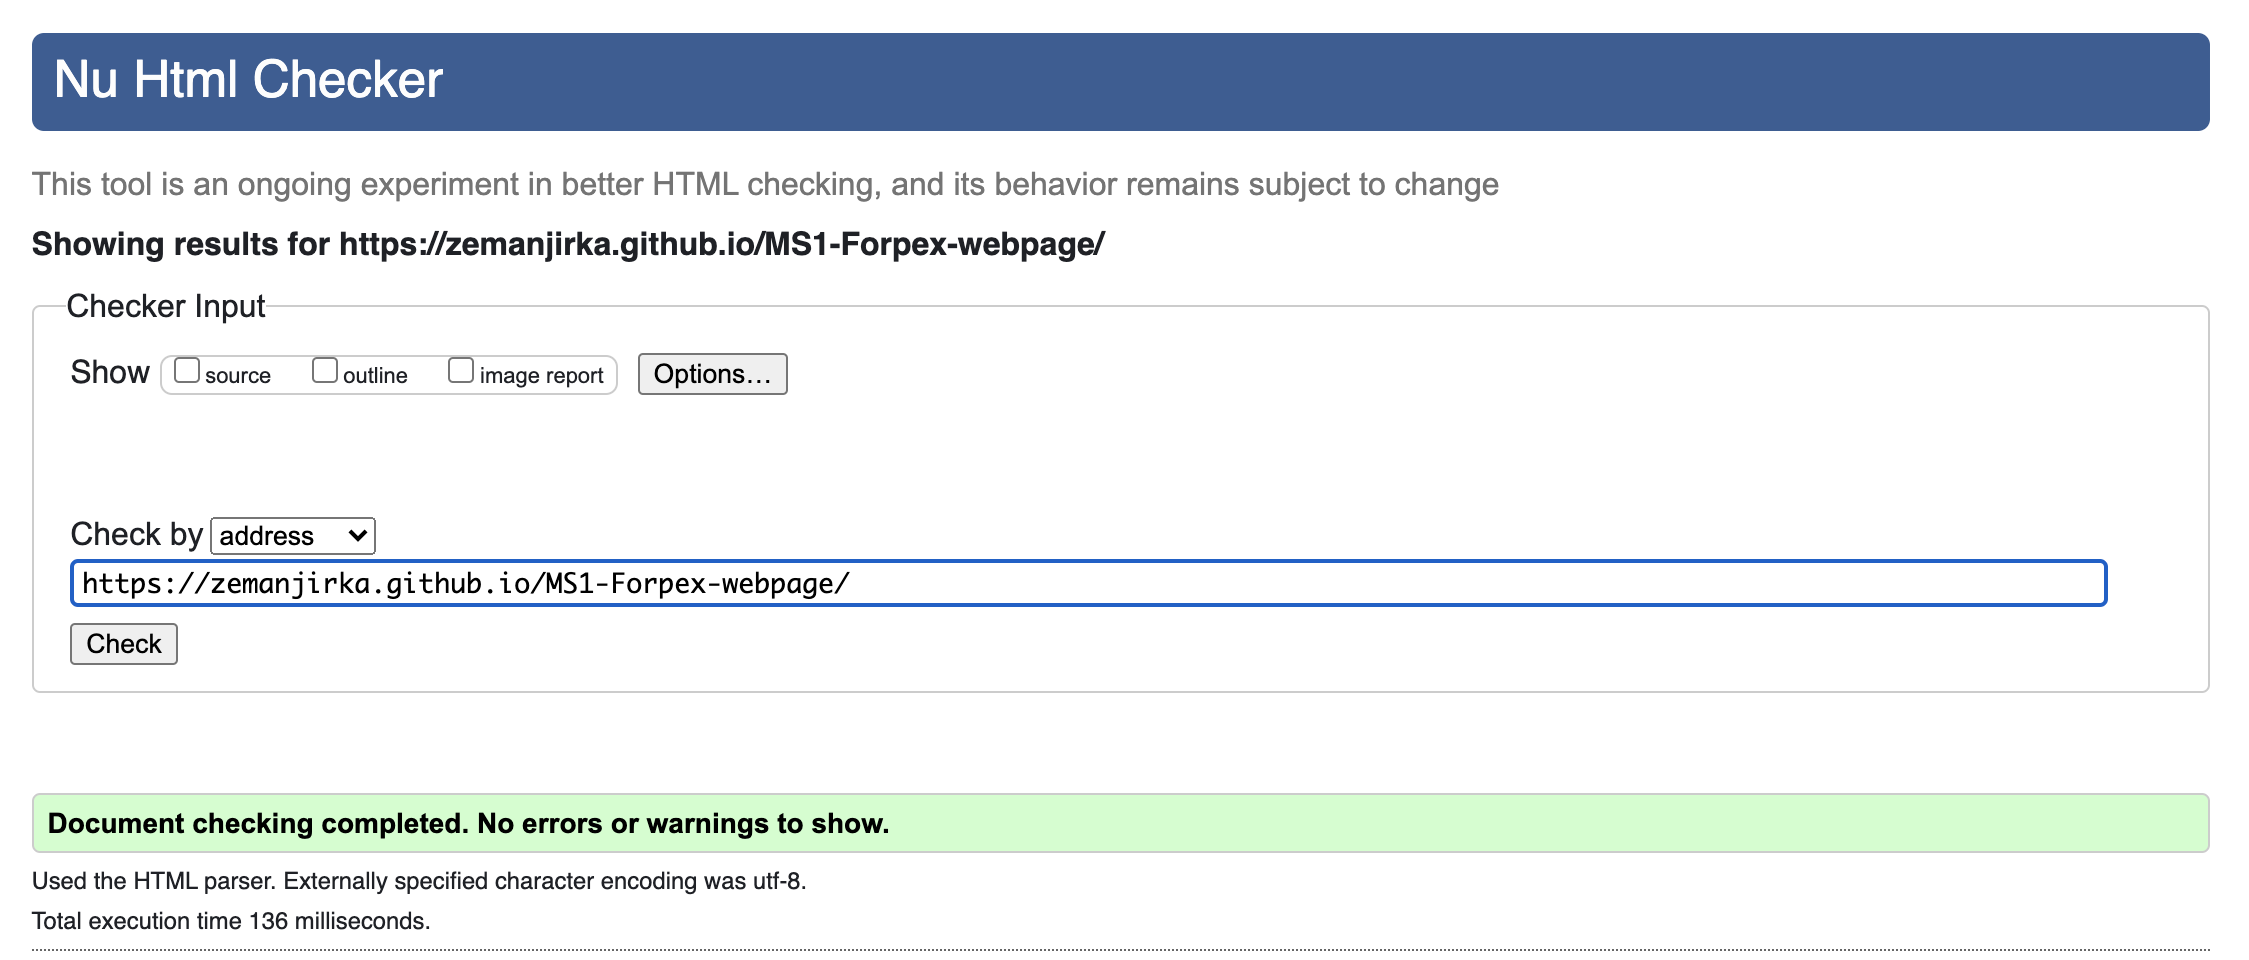 Nu Html Checker
This tool is an ongoing experiment in better HTML checking, and its behavior remains subject to change
Showing results for https://zemanjirka.github.io/MS1-Forpex-webpage/
Checker Input
Show source outline image report Options...
Check by address
https://zemanjirka.github.io/MS1-Forpex-webpage/
Check
Document checking completed. No errors or warnings to show.
Used the HTML parser. Externally specified character encoding was utf-8.
Total execution time 136 milliseconds.